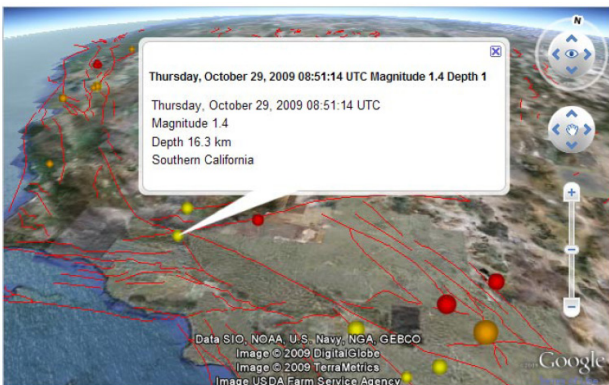 N
Thursday, October 29, 2009 08:51:14 UTC Magnitude 1.4 Depth 1
Thursday, October 29, 2009 08:51:14 UTC
Magnitude 1.4
Depth 16.3 km
Southern California
Data SIO, NOAA, U.S. Navy, NGA, GEBCO
Image © 2009 DigitalGlobe
Image © 2009 TerraMetrics
Image USDA Farm Service Agency
Google